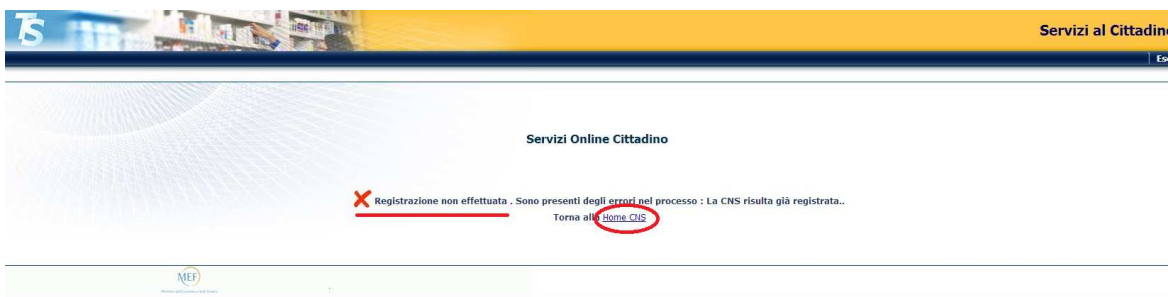 TS
Servizi al Cittadino
Es
Servizi Online Cittadino
Registrazione non effettuata . Sono presenti degli errori nel processo : La CNS risulta già registrata..
Torna alla Home CNS
MEF